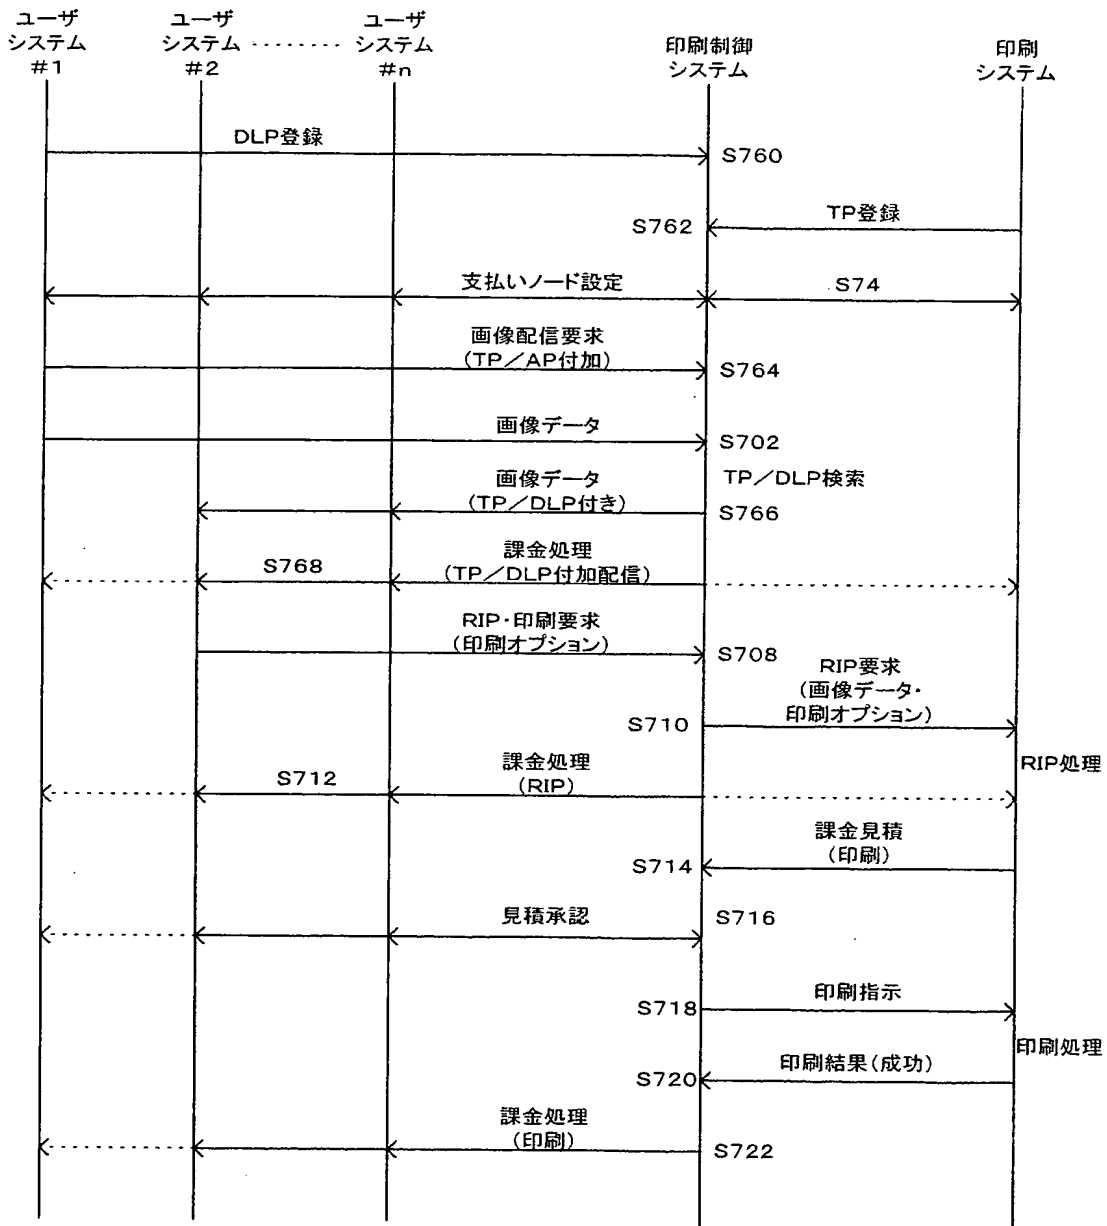 ユーザ
システム
#1
ユーザ
システム
#2
ユーザ
システム
#n
印刷制御
システム
印刷
システム
DLP登録
S760
TP登録
S762
支払いノード設定
S74
画像配信要求
(TP/AP付加)
S764
画像データ
S702
TP/DLP検索
画像データ
(TP/DLP付き)
S766
課金処理
(TP/DLP付加配信)
S768
RIP・印刷要求
(印刷オプション)
S708
RIP要求
(画像データ・
印刷オプション)
S710
RIP処理
課金処理
(RIP)
S712
課金見積
(印刷)
S714
見積承認
S716
印刷指示
S718
印刷処理
印刷結果(成功)
S720
課金処理
(印刷)
S722